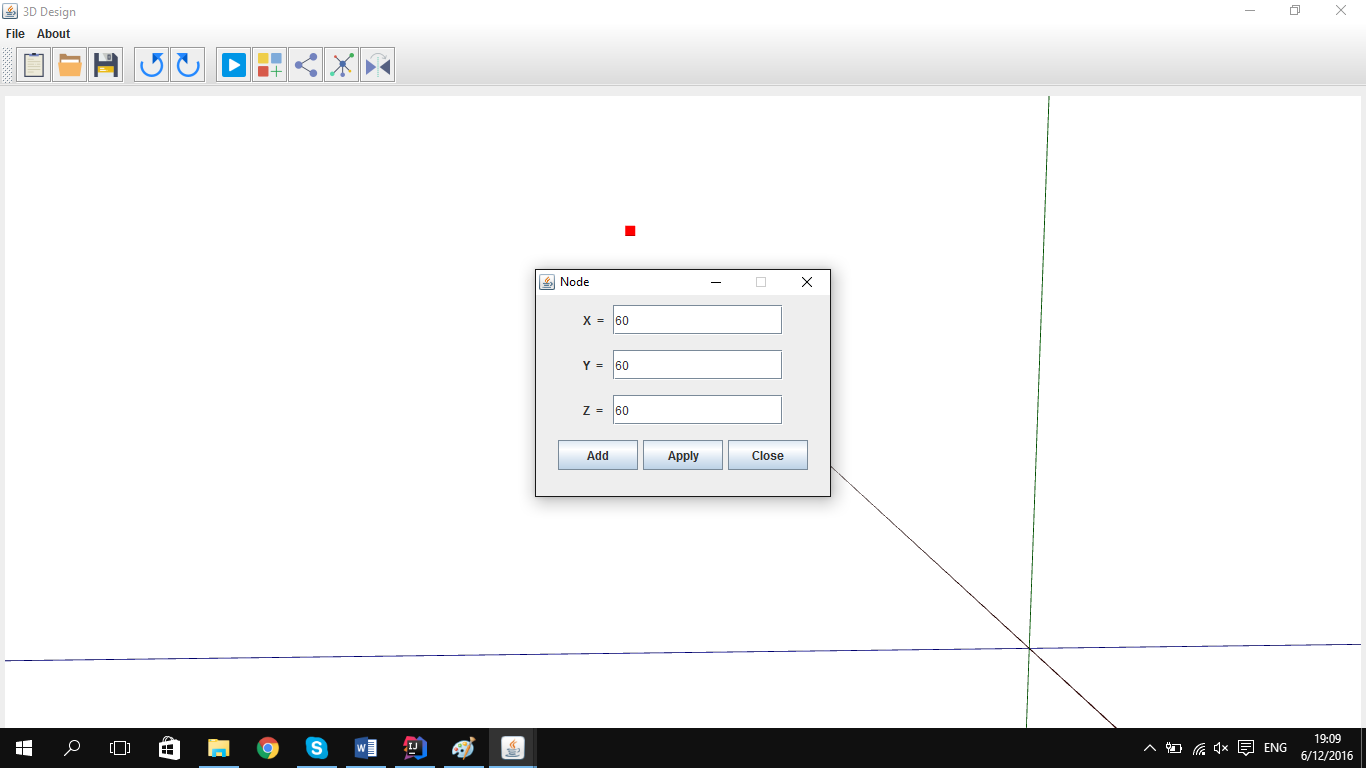 3D Design
File About
Node
X = 60
Y = 60
Z = 60
Add Apply Close
ENG
19:09
6/12/2016